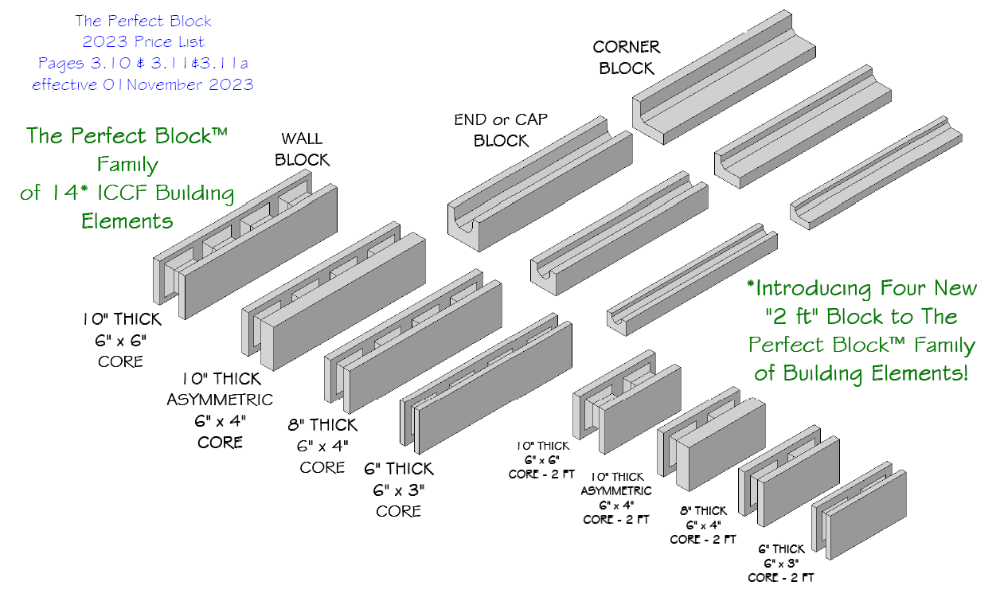 The Perfect Block
2023 Price List
Pages 3.10 & 3.11&3.11a
effective 01November 2023
The Perfect Block™
Family
of 14* ICCF Building
Elements
WALL
BLOCK
END or CAP
BLOCK
CORNER
BLOCK
*Introducing Four New
"2 ft" Block to The
Perfect Block™ Family
of Building Elements!
10" THICK
6" x 6"
CORE
10" THICK
ASYMMETRIC
6" x 4"
CORE
8" THICK
6" x 4"
CORE
6" THICK
6" x 3"
CORE
10" THICK
6" x 6"
CORE - 2 FT
10" THICK
ASYMMETRIC
6" x 4"
CORE - 2 FT
8" THICK
6" x 4"
CORE - 2 FT
6" THICK
6" x 3"
CORE - 2 FT